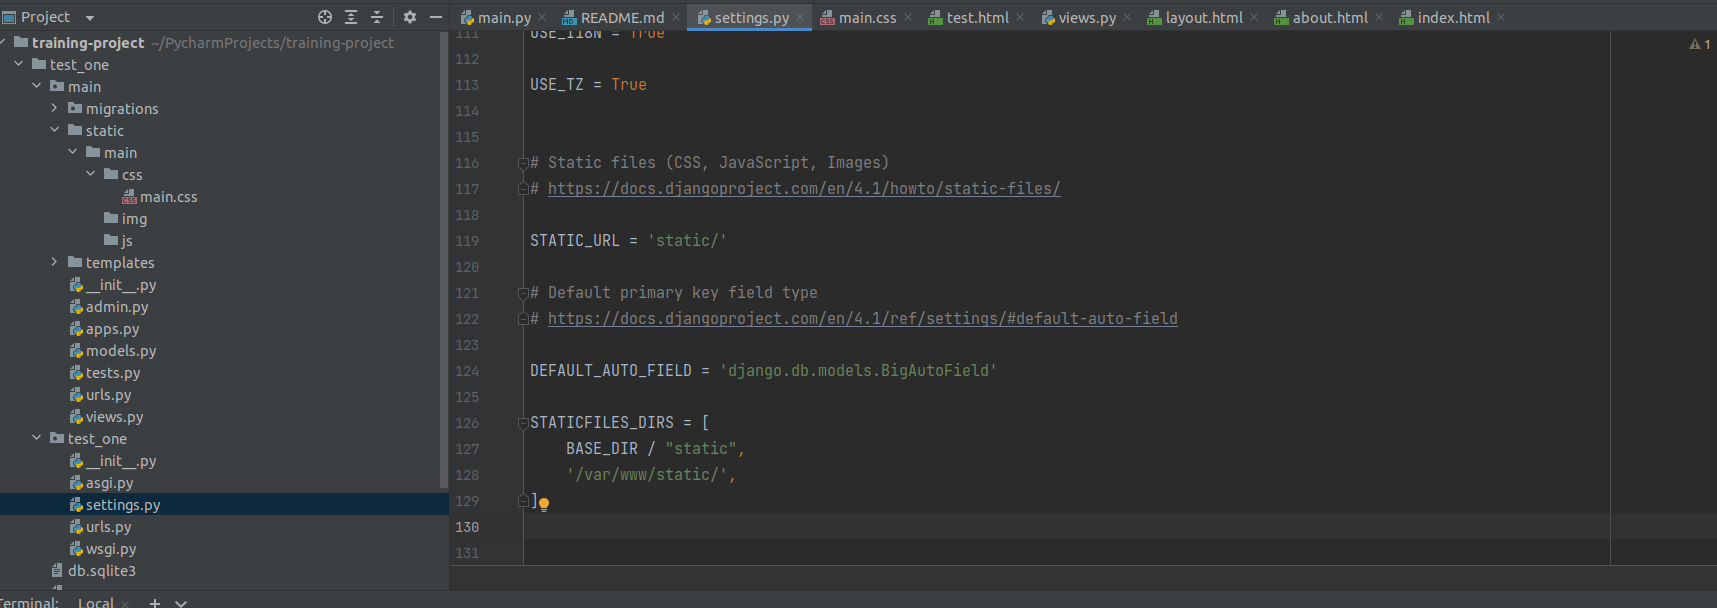 Project
main.py
README.md
settings.py
main.css
test.html
views.py
layout.html
about.html
index.html
training-project ~/PycharmProjects/training-project
test_one
main
migrations
static
main
css
main.css
img
js
templates
__init__.py
admin.py
apps.py
models.py
tests.py
urls.py
views.py
test_one
__init__.py
asgi.py
settings.py
urls.py
wsgi.py
db.sqlite3
111 USE_I18N = True
1
112
113 USE_TZ = True
114
115
116 # Static files (CSS, JavaScript, Images)
117 # https://docs.djangoproject.com/en/4.1/howto/static-files/
118
119 STATIC_URL = 'static/'
120
121 # Default primary key field type
122 # https://docs.djangoproject.com/en/4.1/ref/settings/#default-auto-field
123
124 DEFAULT_AUTO_FIELD = 'django.db.models.BigAutoField'
125
126 STATICFILES_DIRS = [
127 BASE_DIR / "static",
128 '/var/www/static/',
129 ]
130
131
Terminal: Local